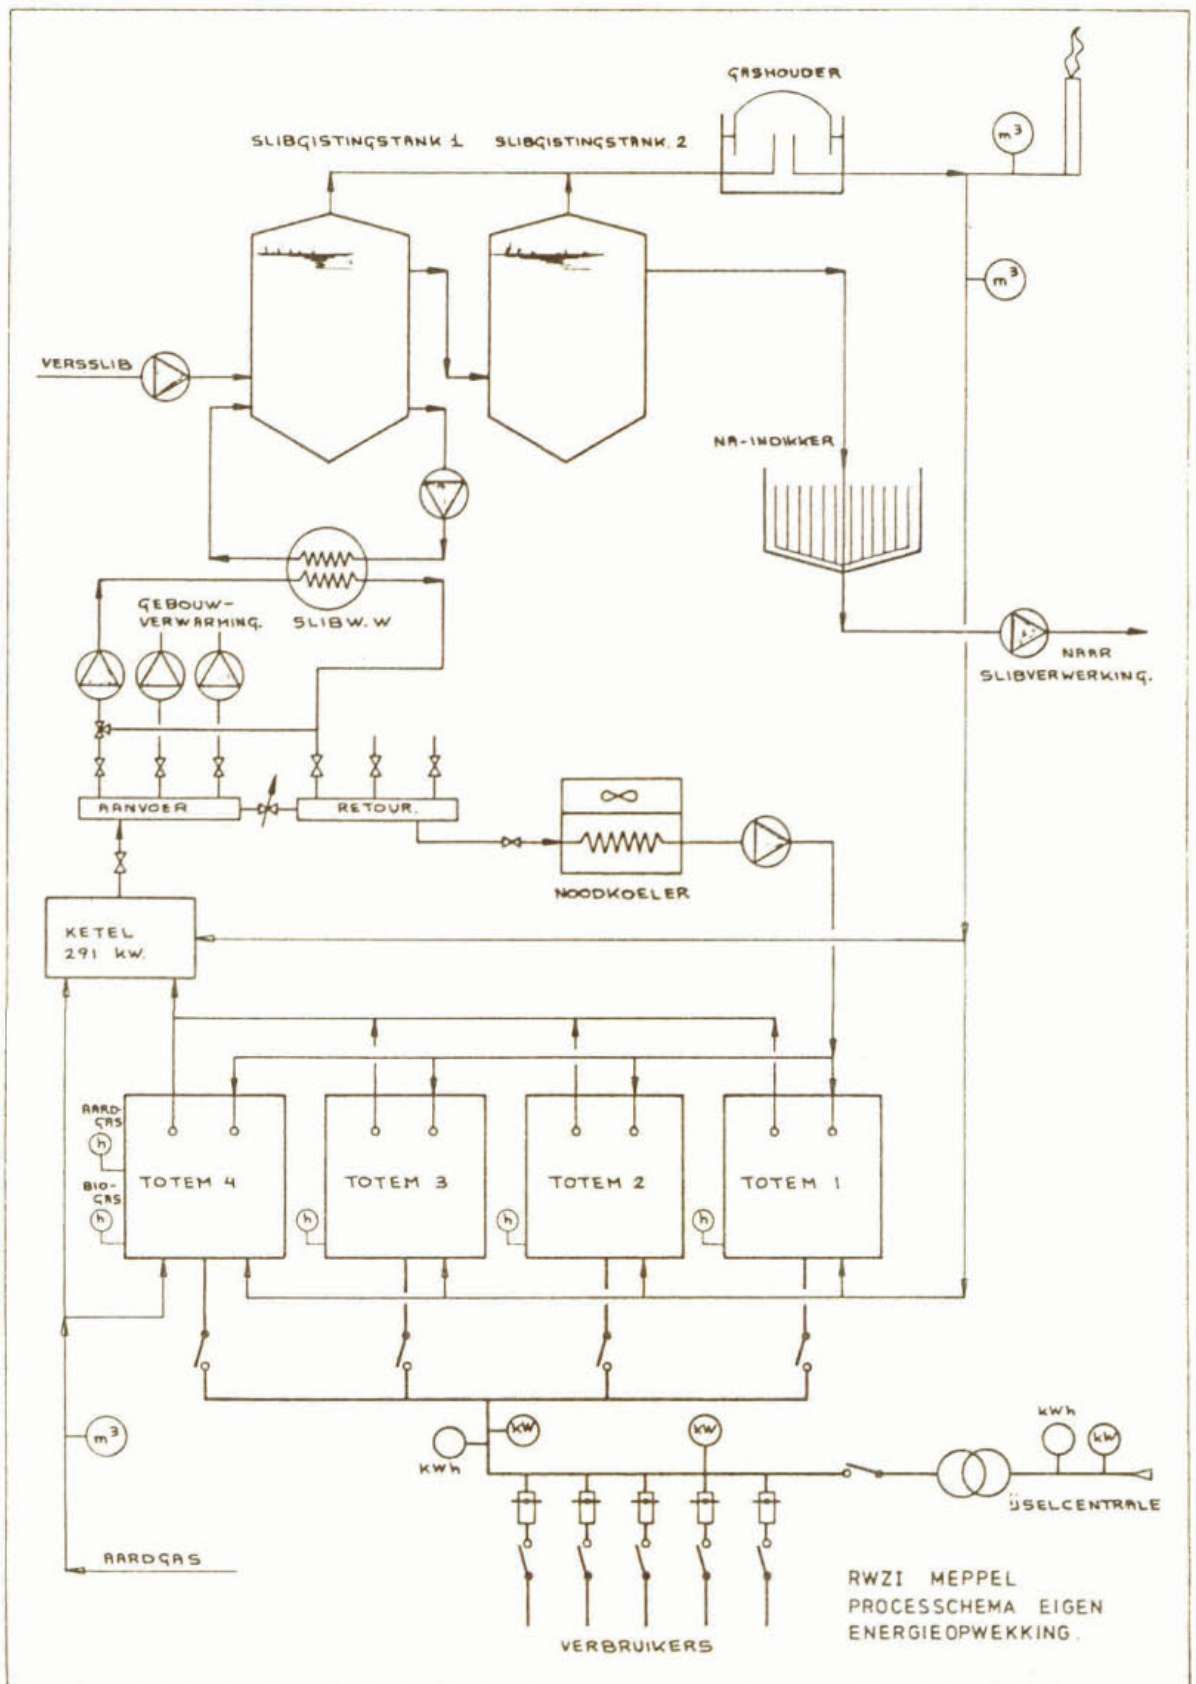 GASHOUDER
m³
SLIBGISTINGSTANK 1
SLIBGISTINGSTANK. 2
m³
VERSSLIB
NA-INDIKKER
GEBOUW-
VERWARMING.
SLIBW.W
NAAR
SLIBVERWERKING.
AANVOER
RETOUR.
NOODKOELER
KETEL
291 KW.
AARD-
GAS
h
BIO-
GAS
h
TOTEM 4
h
TOTEM 3
h
TOTEM 2
h
TOTEM 1
m³
kWh
kW
kW
kWh
kW
IJSELCENTRALE
AARDGAS
VERBRUIKERS
RWZI MEPPEL
PROCESSCHEMA EIGEN
ENERGIEOPWEKKING.